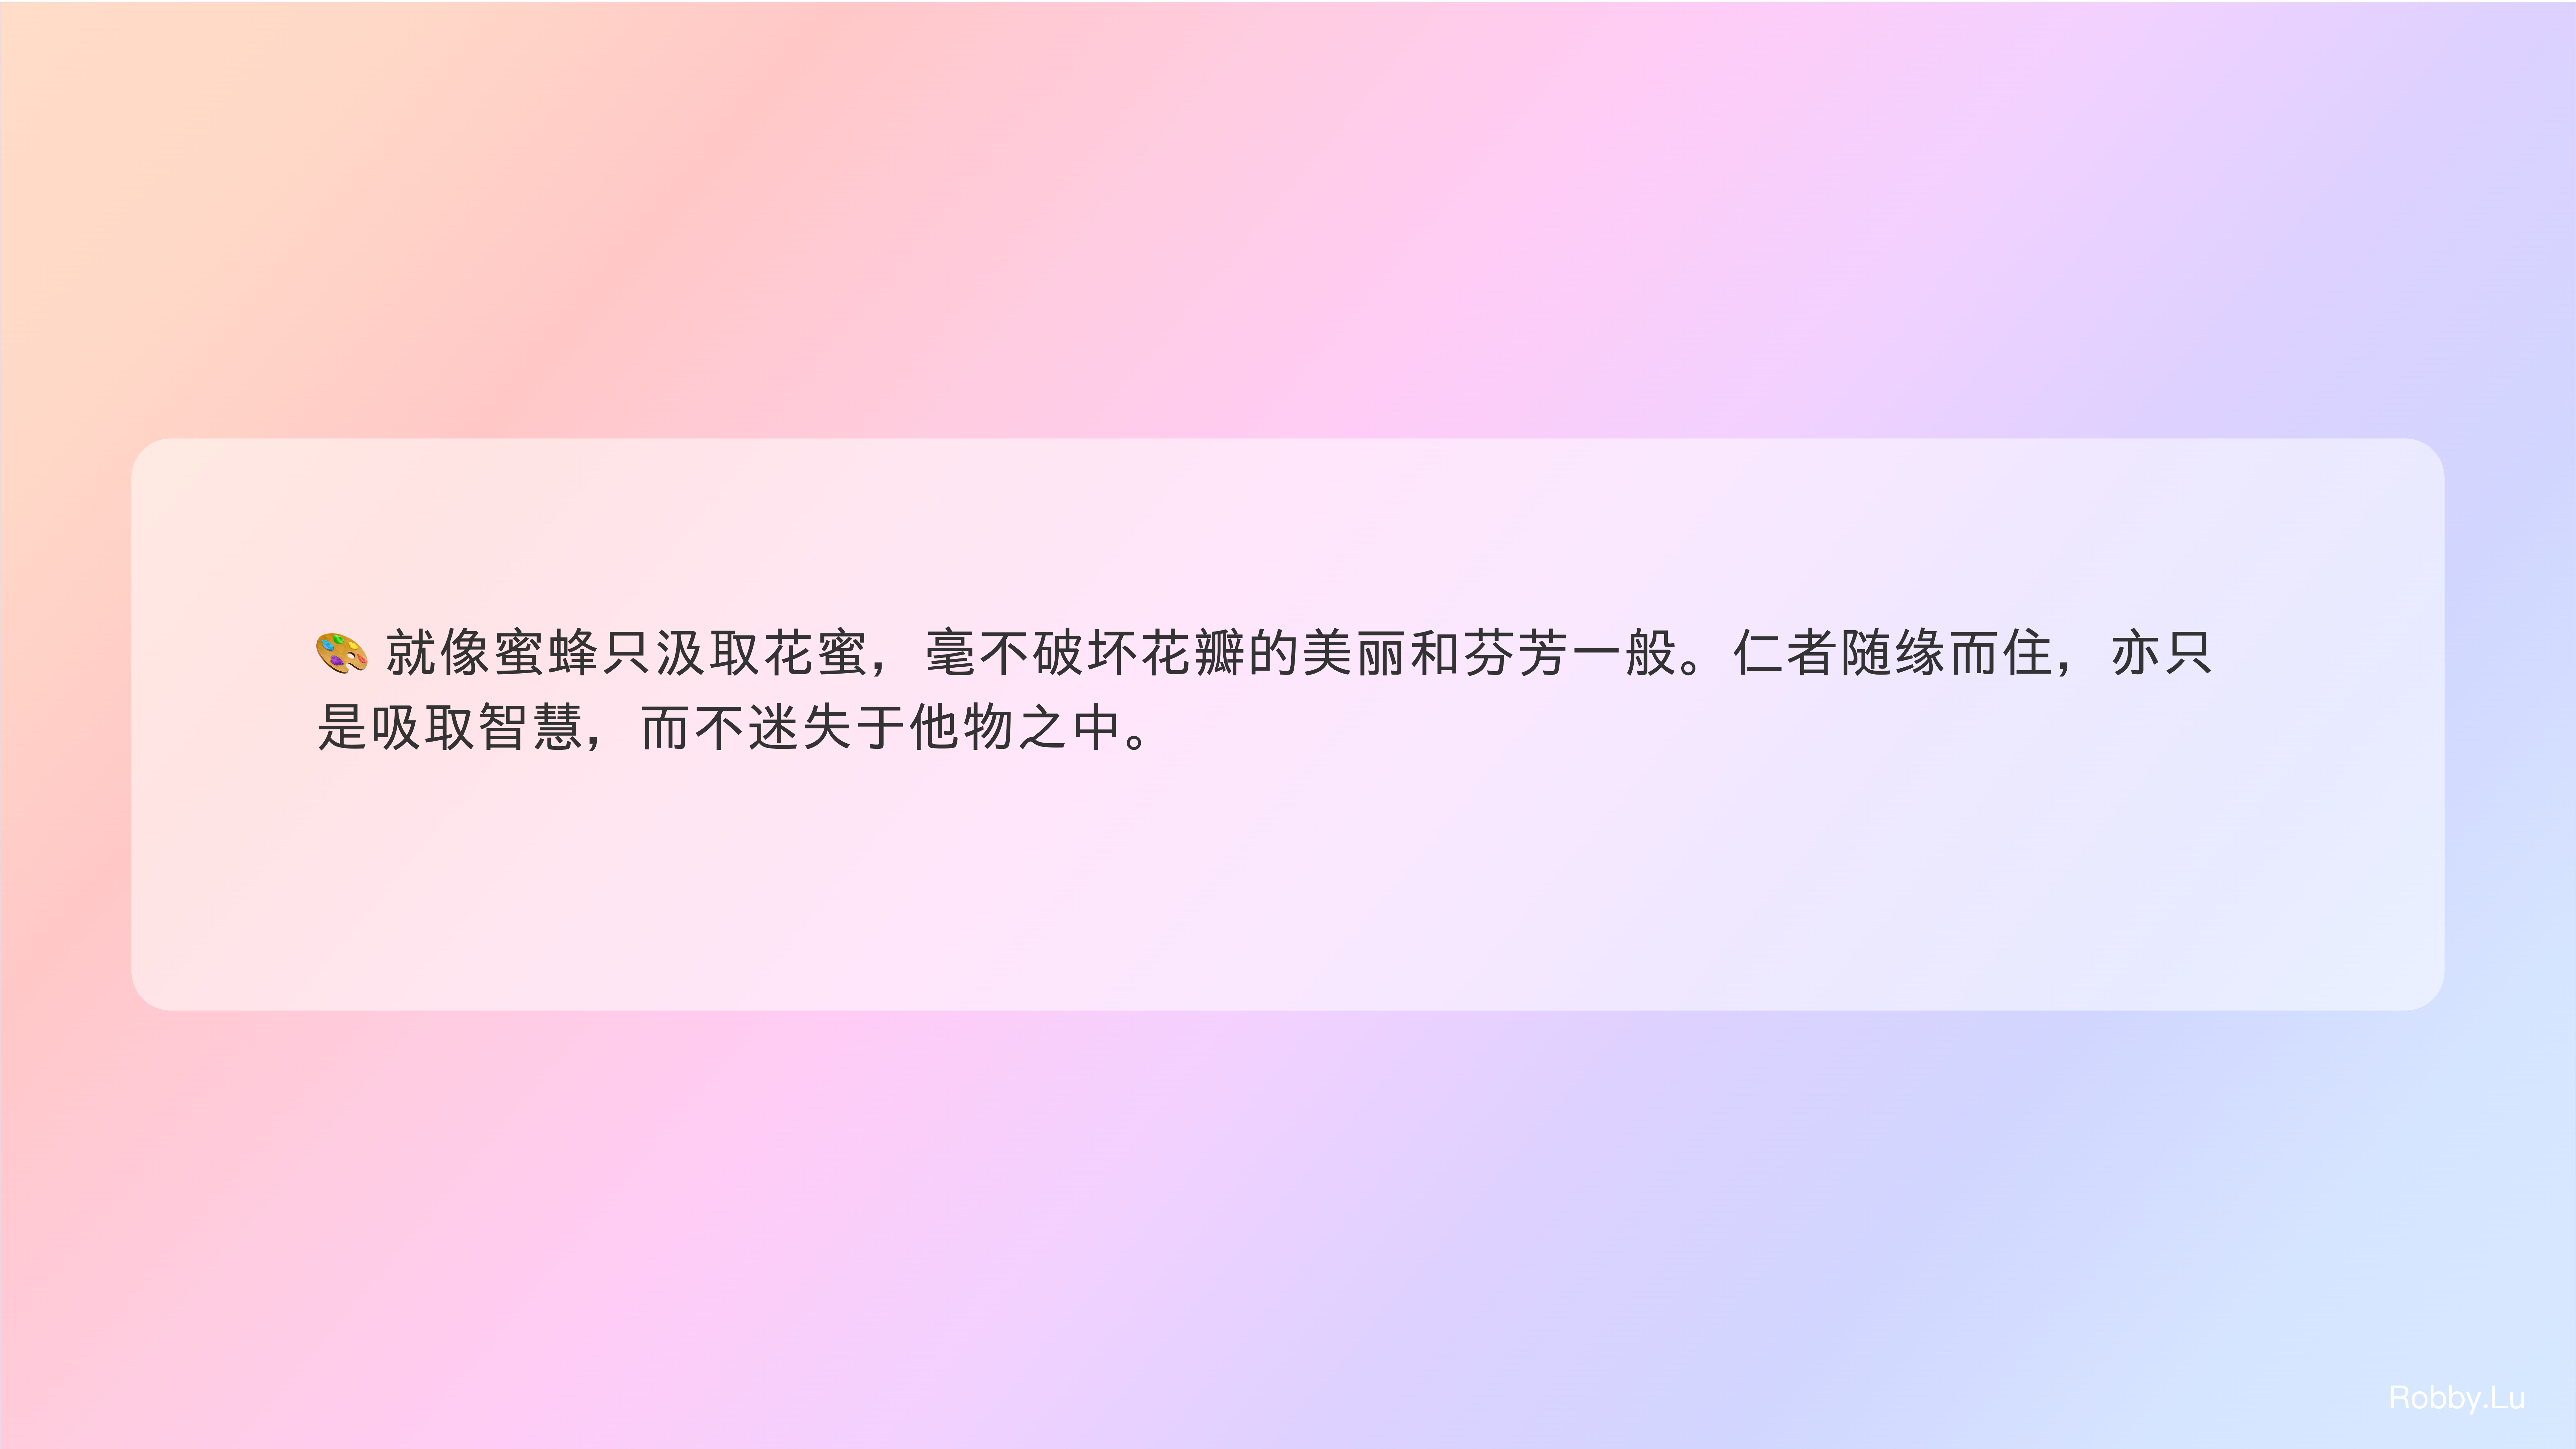 🎨 就像蜜蜂只汲取花蜜，毫不破坏花瓣的美丽和芬芳一般。仁者随缘而住，亦只
是吸取智慧，而不迷失于他物之中。
Robby.Lu